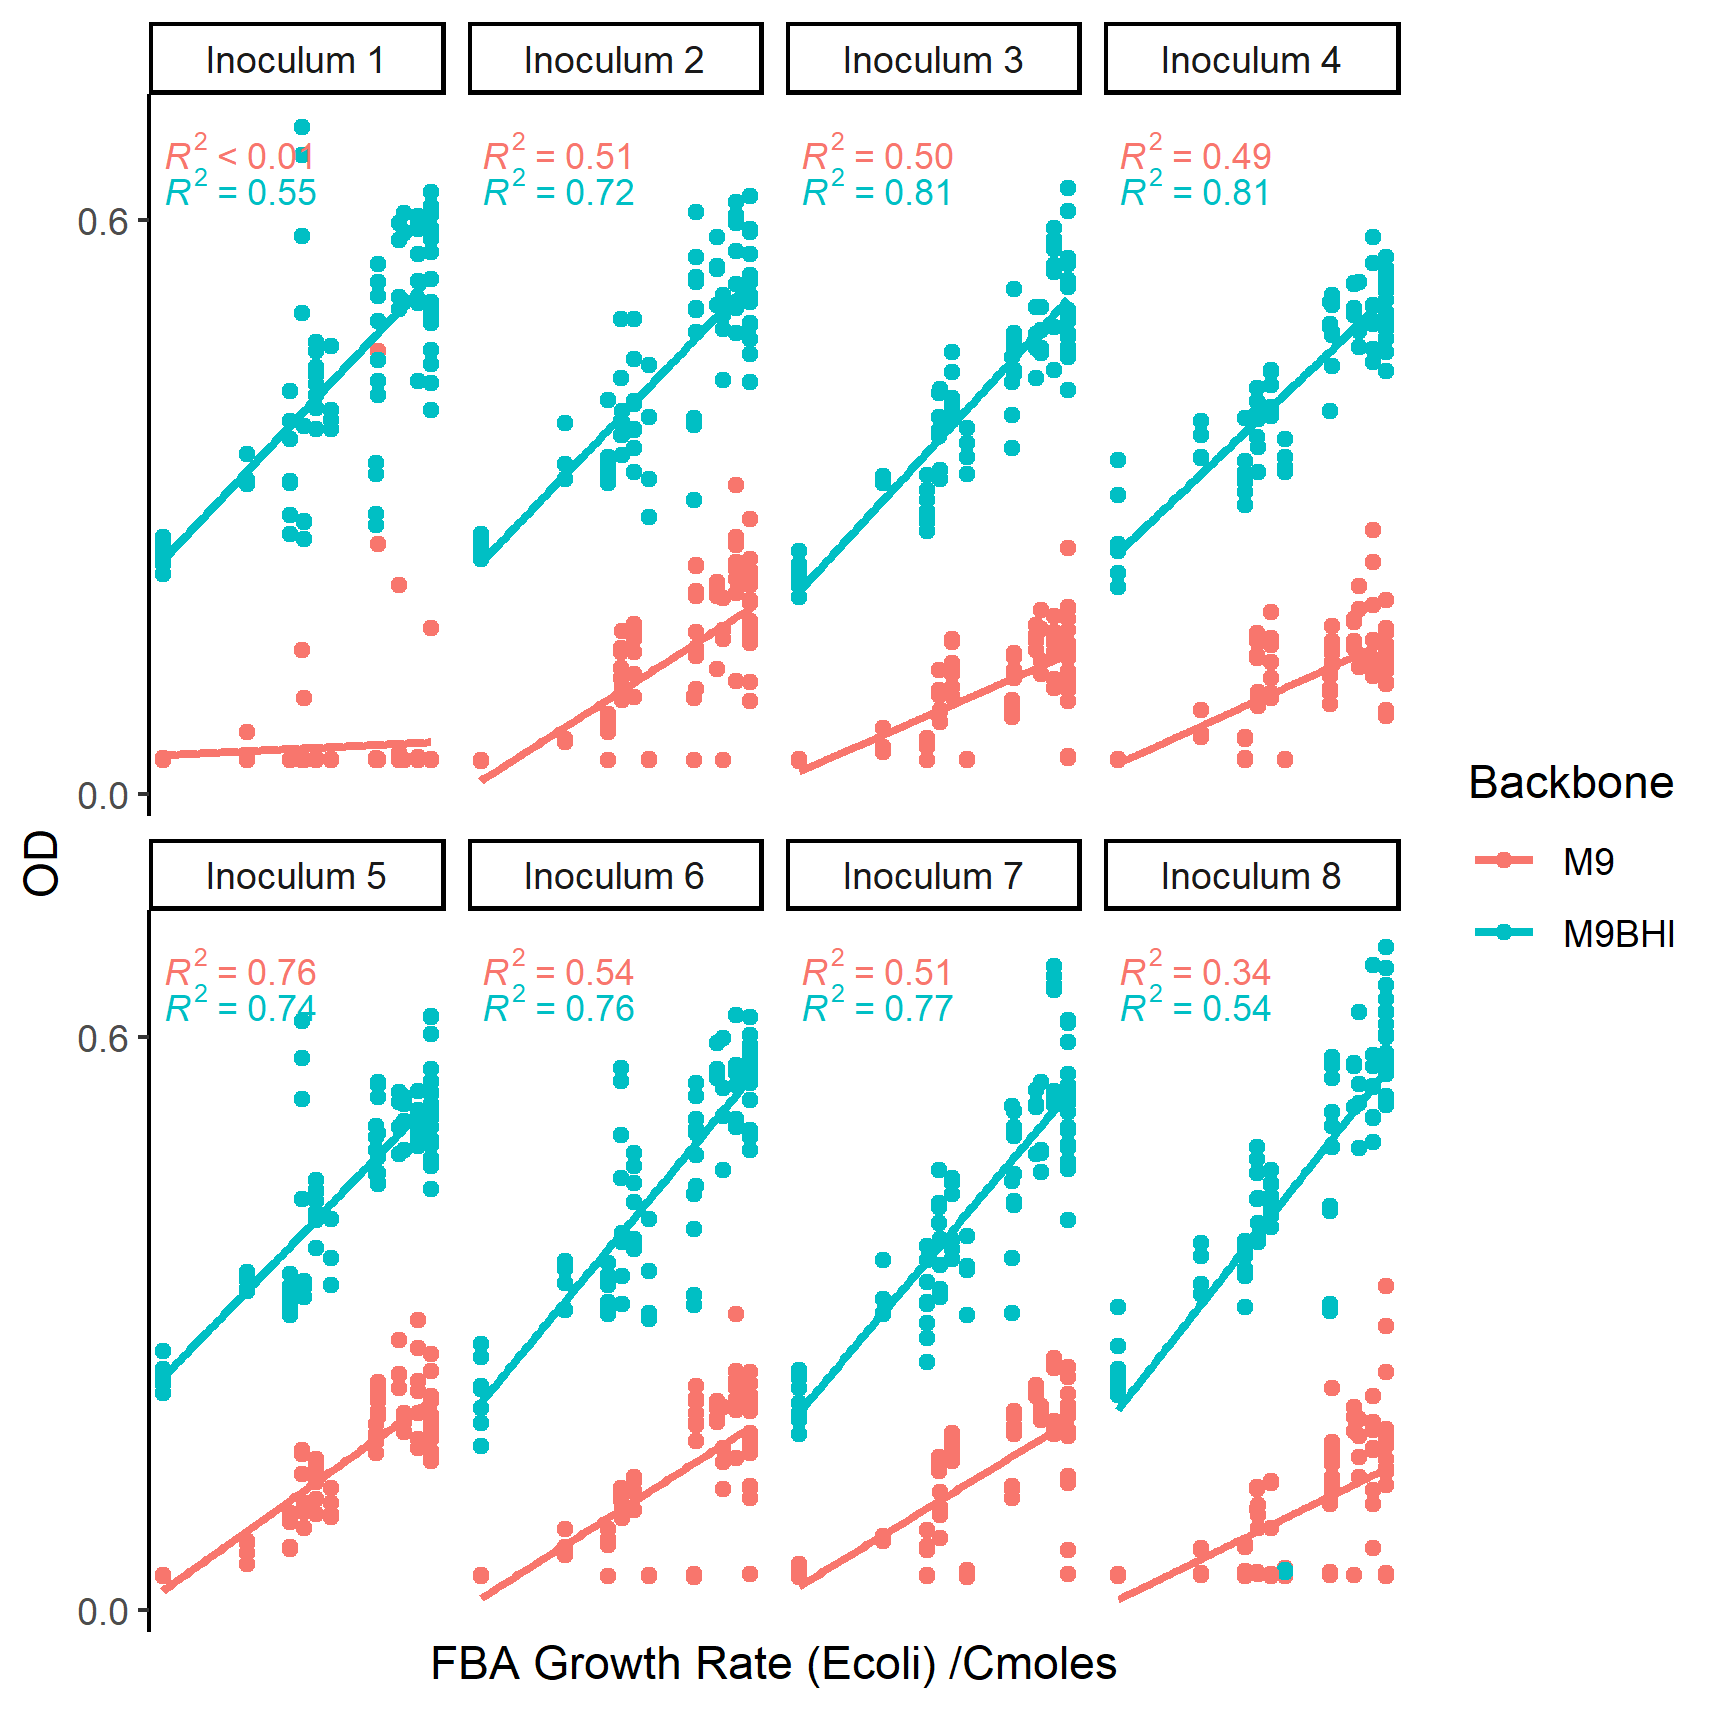 Inoculum 1
Inoculum 2
Inoculum 3
Inoculum 4
R² < 0.01
R² = 0.55
R² = 0.51
R² = 0.72
R² = 0.50
R² = 0.81
R² = 0.49
R² = 0.81
0.6
0.0
OD
Inoculum 5
Inoculum 6
Inoculum 7
Inoculum 8
R² = 0.76
R² = 0.74
R² = 0.54
R² = 0.76
R² = 0.51
R² = 0.77
R² = 0.34
R² = 0.54
0.6
0.0
FBA Growth Rate (Ecoli) /Cmoles
Backbone
M9
M9BHI